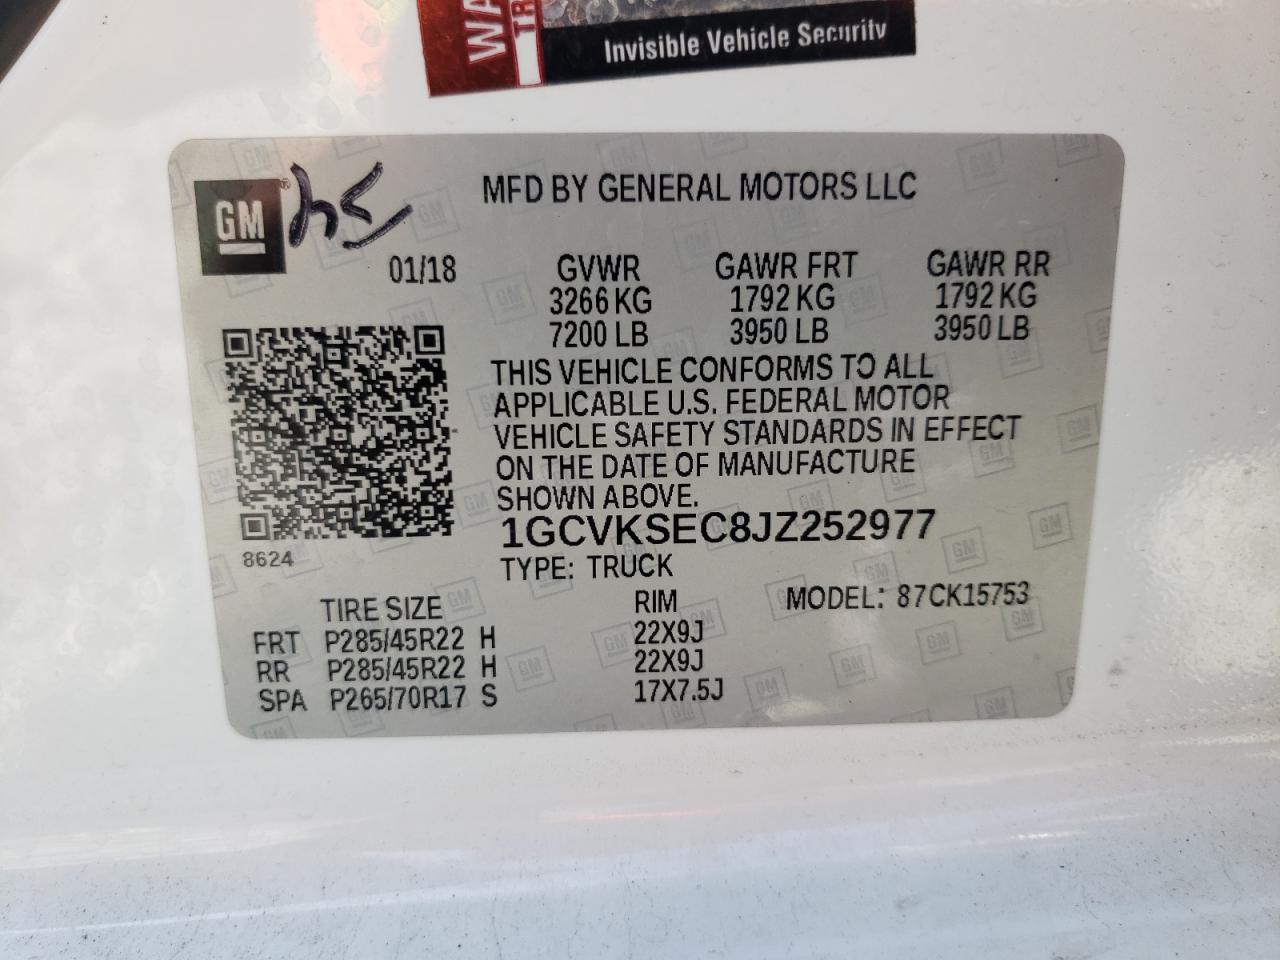 WA
TR
Invisible Vehicle Security
GM
MFD BY GENERAL MOTORS LLC
01/18
GVWR GAWR FRT GAWR RR
3266 KG 1792 KG 1792 KG
7200 LB 3950 LB 3950 LB
THIS VEHICLE CONFORMS TO ALL
APPLICABLE U.S. FEDERAL MOTOR
VEHICLE SAFETY STANDARDS IN EFFECT
ON THE DATE OF MANUFACTURE
SHOWN ABOVE.
1GCVKSEC8JZ252977
8624
TYPE: TRUCK
TIRE SIZE RIM MODEL: 87CK15753
FRT P285/45R22 H 22X9J
RR P285/45R22 H 22X9J
SPA P265/70R17 S 17X7.5J